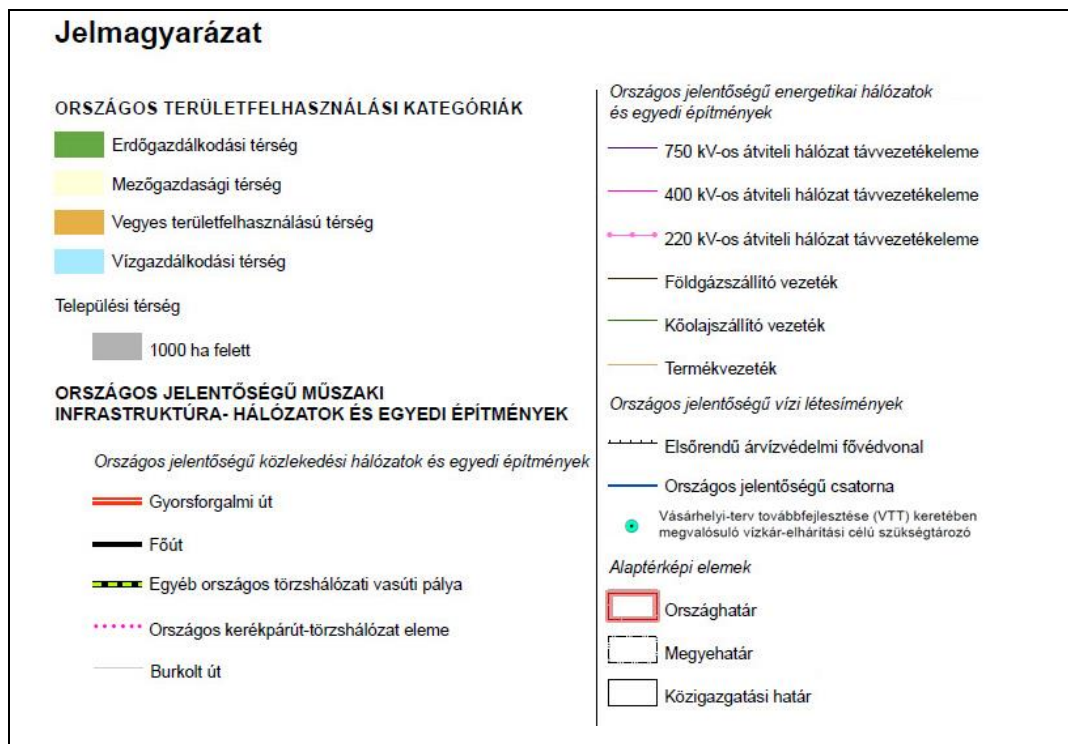 Jelmagyarázat
ORSZÁGOS TERÜLETFELHASZNÁLÁSI KATEGÓRIÁK
Erdőgazdálkodási térség
Mezőgazdasági térség
Vegyes területfelhasználású térség
Vízgazdálkodási térség
Települési térség
1000 ha felett
ORSZÁGOS JELENTŐSÉGŰ MŰSZAKI
INFRASTRUKTÚRA- HÁLÓZATOK ÉS EGYEDI ÉPÍTMÉNYEK
Országos jelentőségű közlekedési hálózatok és egyedi építmények
Gyorsforgalmi út
Főút
Egyéb országos törzshálózati vasúti pálya
Országos kerékpárút-törzshálózat eleme
Burkolt út
Országos jelentőségű energetikai hálózatok
és egyedi építmények
750 kV-os átviteli hálózat távvezetékeleme
400 kV-os átviteli hálózat távvezetékeleme
220 kV-os átviteli hálózat távvezetékeleme
Földgázszállító vezeték
Kőolajszállító vezeték
Termékvezeték
Országos jelentőségű vízi létesímények
Elsőrendű árvízvédelmi fővédvonal
Országos jelentőségű csatorna
Vásárhelyi-terv továbbfejlesztése (VTT) keretében
megvalósuló vízkár-elhárítási célú szükségtározó
Alaptérképi elemek
Országhatár
Megyehatár
Közigazgatási határ